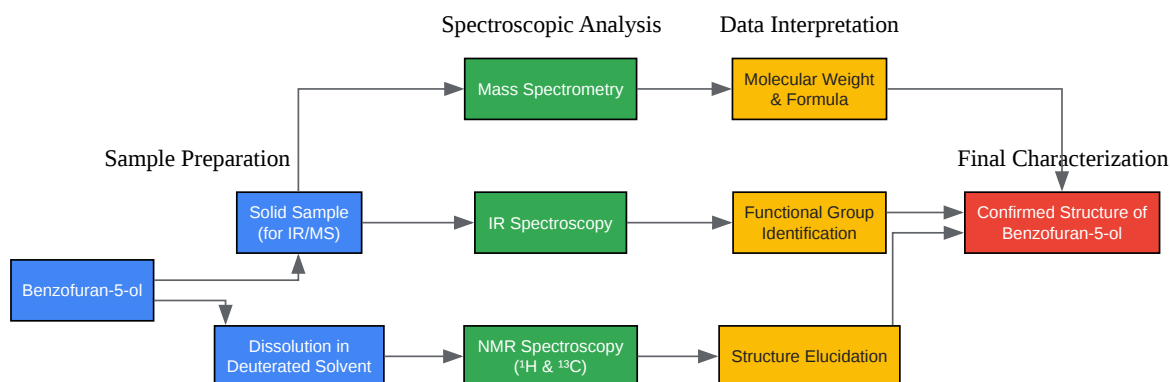 Spectroscopic Analysis
Data Interpretation
Mass Spectrometry
Molecular Weight
& Formula
Sample Preparation
Final Characterization
Solid Sample
(for IR/MS)
IR Spectroscopy
Functional Group
Identification
Confirmed Structure of
Benzofuran-5-ol
Benzofuran-5-ol
Dissolution in
Deuterated Solvent
NMR Spectroscopy
(¹H & ¹³C)
Structure Elucidation